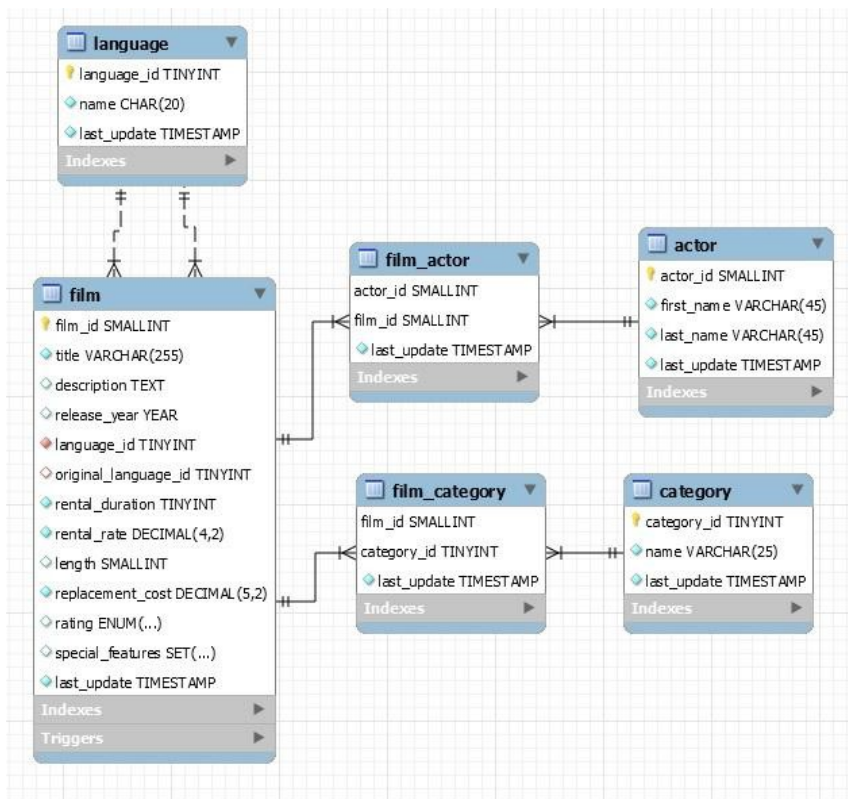 language
language_id TINYINT
name CHAR(20)
last_update TIMESTAMP
Indexes
film
film_id SMALLINT
title VARCHAR(255)
description TEXT
release_year YEAR
language_id TINYINT
original_language_id TINYINT
rental_duration TINYINT
rental_rate DECIMAL(4,2)
length SMALLINT
replacement_cost DECIMAL(5,2)
rating ENUM(...)
special_features SET(...)
last_update TIMESTAMP
Indexes
Triggers
film_actor
actor_id SMALLINT
film_id SMALLINT
last_update TIMESTAMP
Indexes
actor
actor_id SMALLINT
first_name VARCHAR(45)
last_name VARCHAR(45)
last_update TIMESTAMP
Indexes
film_category
film_id SMALLINT
category_id TINYINT
last_update TIMESTAMP
Indexes
category
category_id TINYINT
name VARCHAR(25)
last_update TIMESTAMP
Indexes